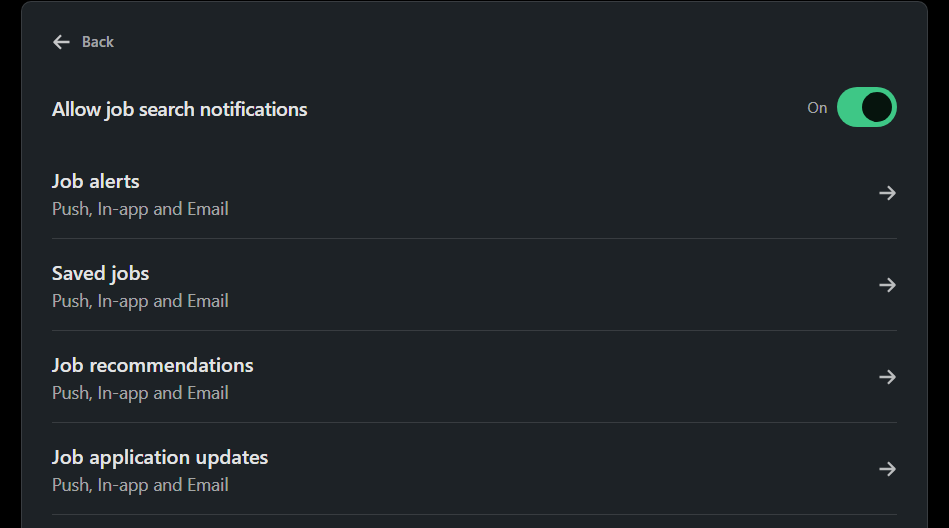 Back
Allow job search notifications
On
Job alerts
Push, In-app and Email
Saved jobs
Push, In-app and Email
Job recommendations
Push, In-app and Email
Job application updates
Push, In-app and Email